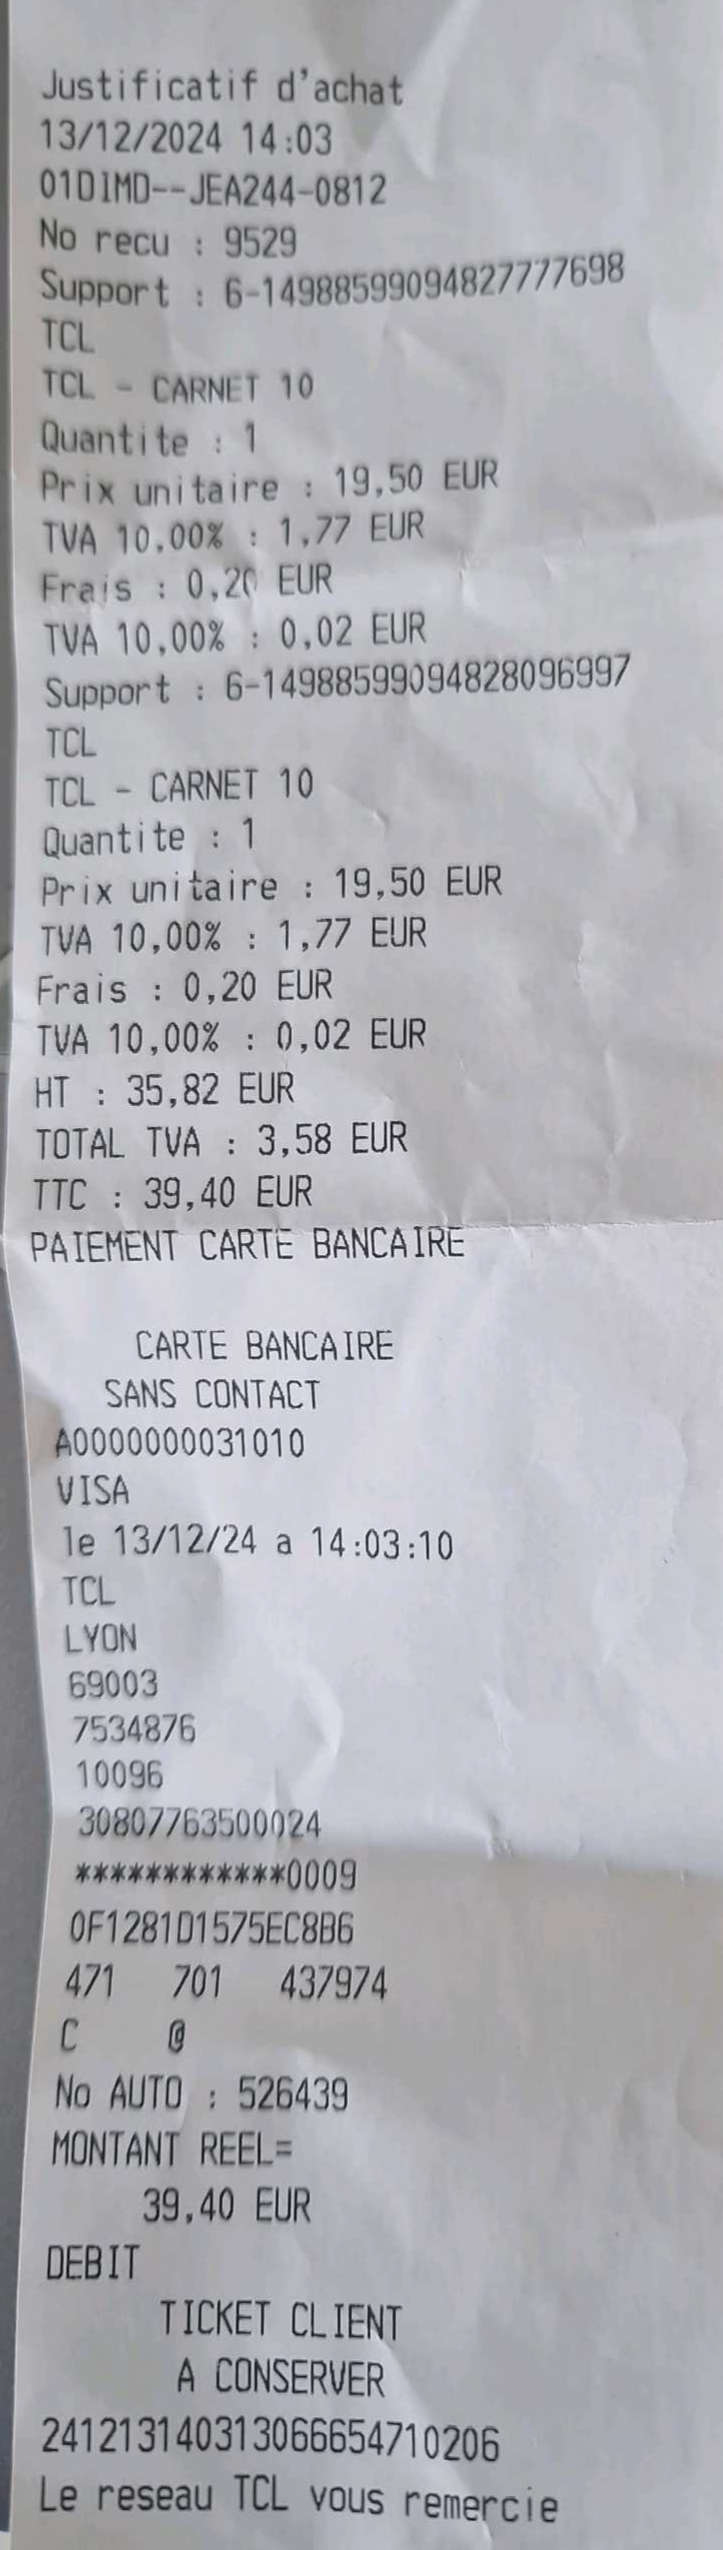 Justificatif d'achat
13/12/2024 14:03
01D1MD--JEA244-0812
No recu : 9529
Support : 6-14988599094827777698
TCL
TCL - CARNET 10
Quantite : 1
Prix unitaire : 19,50 EUR
TVA 10,00% : 1,77 EUR
Frais : 0,20 EUR
TVA 10,00% : 0,02 EUR
Support : 6-14988599094828096997
TCL
TCL - CARNET 10
Quantite : 1
Prix unitaire : 19,50 EUR
TVA 10,00% : 1,77 EUR
Frais : 0,20 EUR
TVA 10,00% : 0,02 EUR
HT : 35,82 EUR
TOTAL TVA : 3,58 EUR
TTC : 39,40 EUR
PAIEMENT CARTE BANCAIRE
CARTE BANCAIRE
SANS CONTACT
A0000000031010
VISA
le 13/12/24 a 14:03:10
TCL
LYON
69003
7534876
10096
30807763500024
************0009
0F1281D1575EC8B6
471 701 437974
C @
No AUTO : 526439
MONTANT REEL=
39,40 EUR
DEBIT
TICKET CLIENT
A CONSERVER
2412131403130666547​10206
Le reseau TCL vous remercie